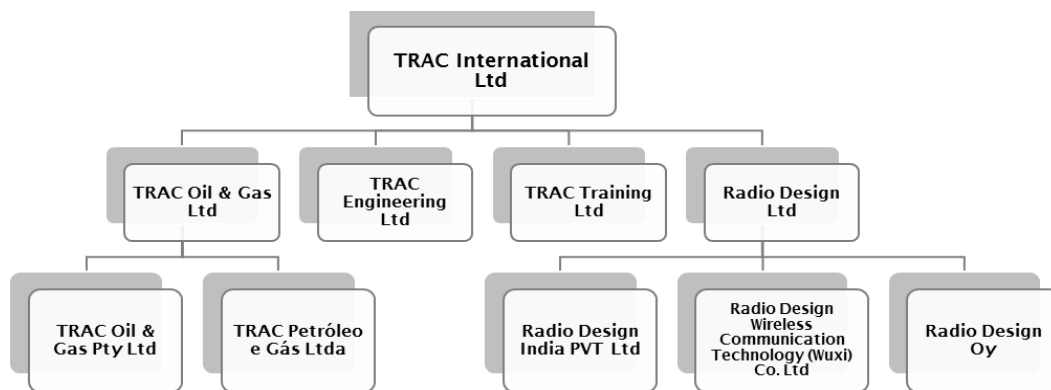 TRAC International
Ltd
TRAC Oil & Gas
Ltd
TRAC
Engineering
Ltd
TRAC Training
Ltd
Radio Design
Ltd
TRAC Oil &
Gas Pty Ltd
TRAC Petróleo
e Gás Ltda
Radio Design
India PVT Ltd
Radio Design
Wireless
Communication
Technology (Wuxi)
Co. Ltd
Radio Design
Oy